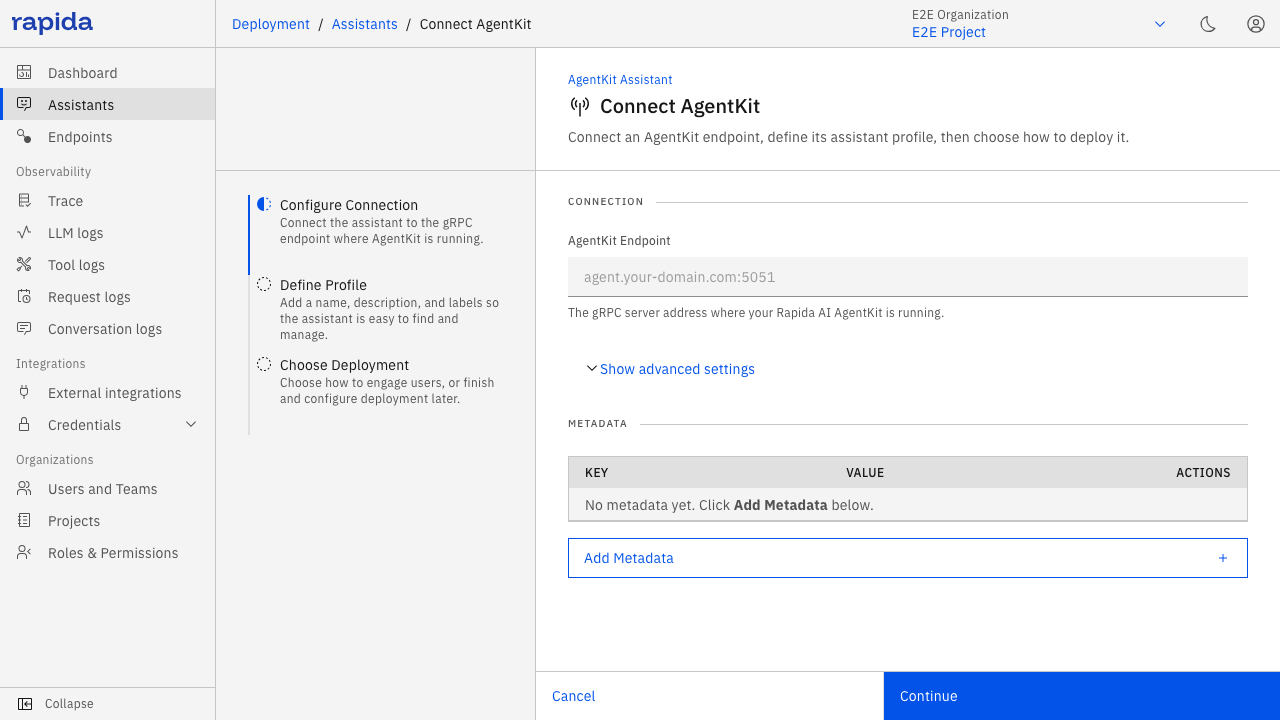 rapida
Deployment / Assistants / Connect AgentKit
E2E Organization
E2E Project
Dashboard
Assistants
Endpoints
Observability
Trace
LLM logs
Tool logs
Request logs
Conversation logs
Integrations
External integrations
Credentials
Organizations
Users and Teams
Projects
Roles & Permissions
Collapse
Configure Connection
Connect the assistant to the gRPC
endpoint where AgentKit is running.
Define Profile
Add a name, description, and labels so
the assistant is easy to find and
manage.
Choose Deployment
Choose how to engage users, or finish
and configure deployment later.
AgentKit Assistant
Connect AgentKit
Connect an AgentKit endpoint, define its assistant profile, then choose how to deploy it.
CONNECTION
AgentKit Endpoint
agent.your-domain.com:5051
The gRPC server address where your Rapida AI AgentKit is running.
Show advanced settings
METADATA
KEY VALUE ACTIONS
No metadata yet. Click Add Metadata below.
Add Metadata +
Cancel
Continue